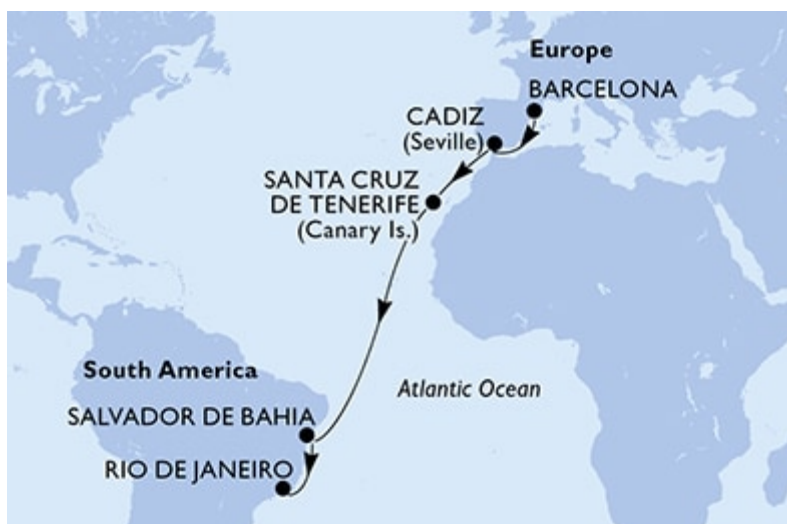 Europe
BARCELONA
CADIZ
(Seville)
SANTA CRUZ
DE TENERIFE
(Canary Is.)
South America
Atlantic Ocean
SALVADOR DE BAHIA
RIO DE JANEIRO